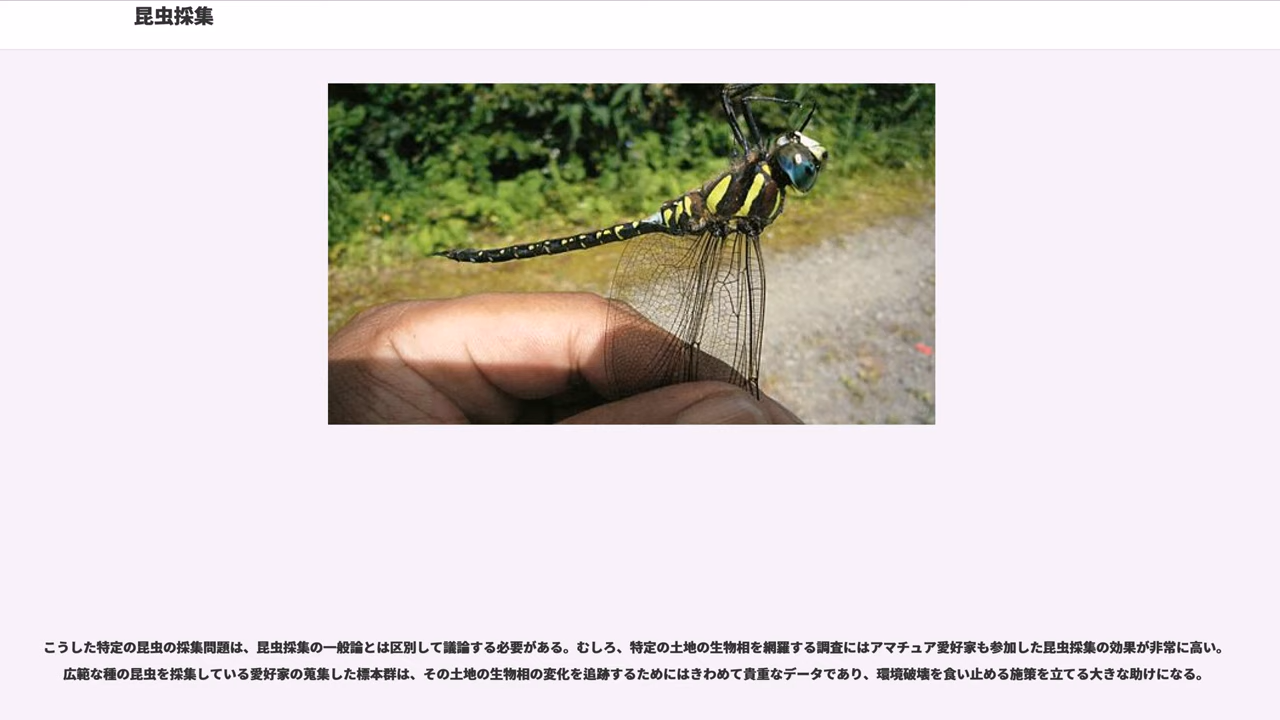 昆虫採集
こうした特定の昆虫の採集問題は、昆虫採集の一般論とは区別して議論する必要がある。むしろ、特定の土地の生物相を網羅する調査にはアマチュア愛好家も参加した昆虫採集の効果が非常に高い。
広範な種の昆虫を採集している愛好家の蒐集した標本群は、その土地の生物相の変化を追跡するためにはきわめて貴重なデータであり、環境破壊を食い止める施策を立てる大きな助けになる。